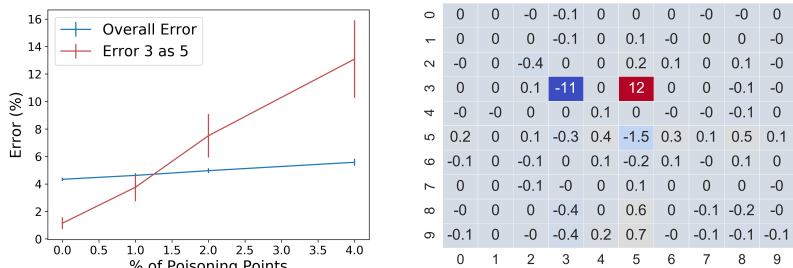 16
14
12
10
8
6
4
2
0
Error (%)
Overall Error
Error 3 as 5
0.0 0.5 1.0 1.5 2.0 2.5 3.0 3.5 4.0
% of Poisoning Points
0 0 0 -0 -0.1 0 0 0 -0 -0 0
1 0 0 0 -0.1 0 0.1 -0 0 0 -0
2 -0 0 -0.4 0 0 0.2 0.1 0 0.1 -0
3 0 0 0.1 -11 0 12 0 0 -0.1 0
4 -0 -0 0 0 0.1 0 -0 -0 -0.1 0
5 0.2 0 0.1 -0.3 0.4 -1.5 0.3 0.1 0.5 0.1
6 -0.1 0 -0 0 0.1 -0.2 0.1 -0 0.1 0
7 0 0 -0.1 -0 0 0.1 0 0 0 -0
8 -0 0 0 -0.4 0 0.6 0 -0.1 -0.2 -0
9 -0.1 0 -0 -0.4 0.2 0.7 -0 -0.1 -0.1 -0.1
0 1 2 3 4 5 6 7 8 9